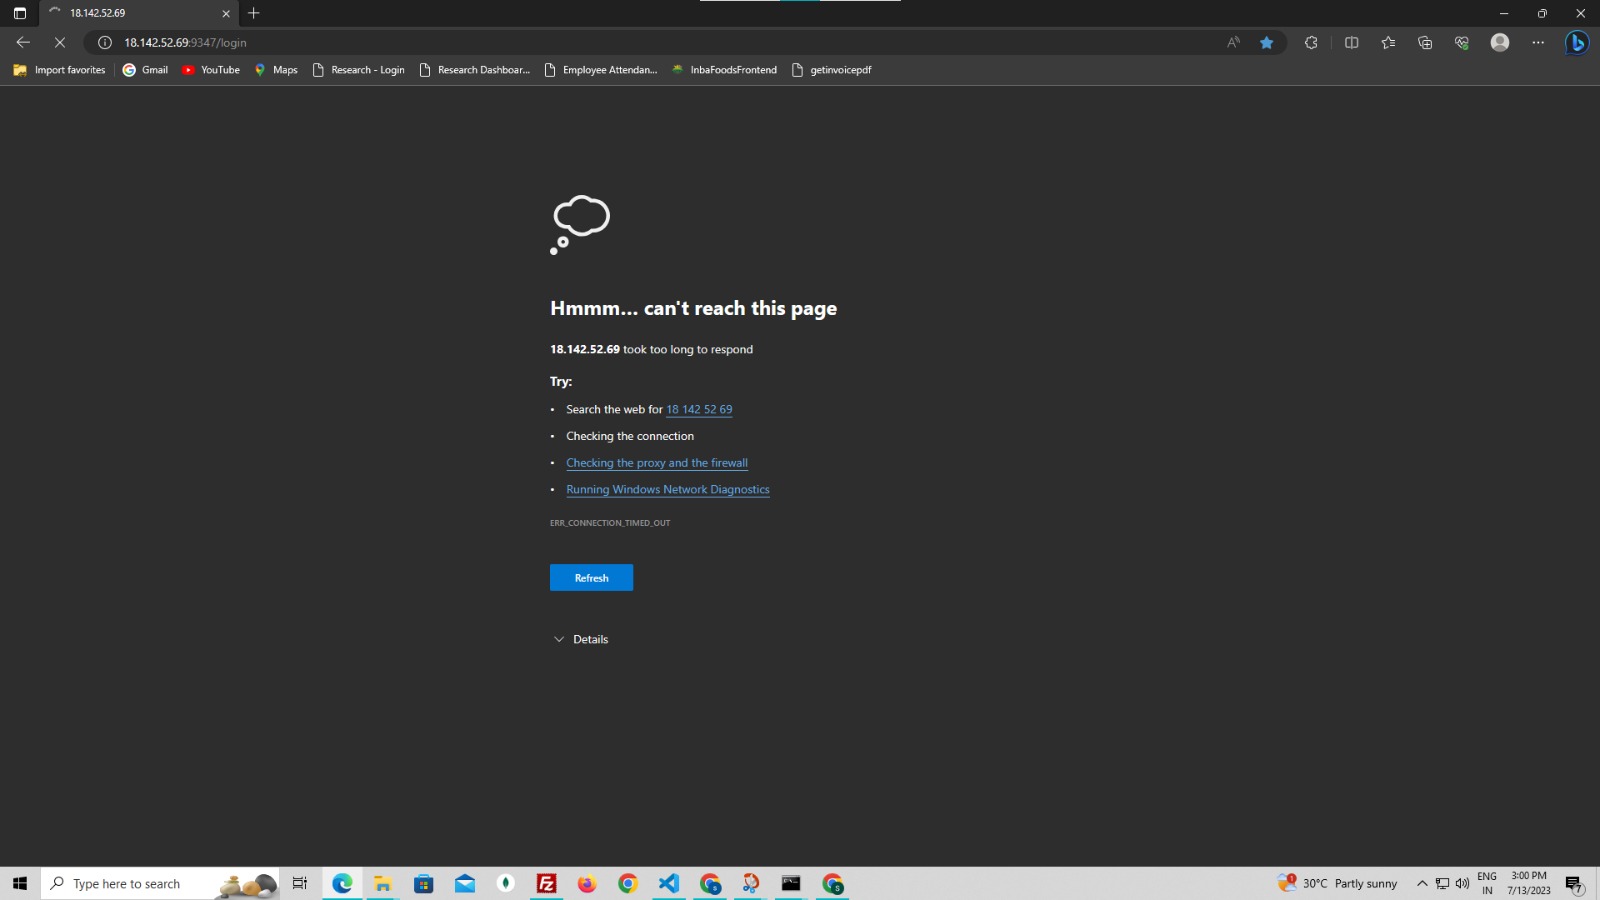 18.142.52.69
18.142.52.69:9347/login
Import favorites
Gmail
YouTube
Maps
Research - Login
Research Dashboar...
Employee Attendan...
InbaFoodsFrontend
getinvoicepdf
Hmmm... can't reach this page
18.142.52.69 took too long to respond
Try:
• Search the web for 18 142 52 69
• Checking the connection
• Checking the proxy and the firewall
• Running Windows Network Diagnostics
ERR_CONNECTION_TIMED_OUT
Refresh
Details
Type here to search
30°C Partly sunny
ENG
IN
3:00 PM
7/13/2023